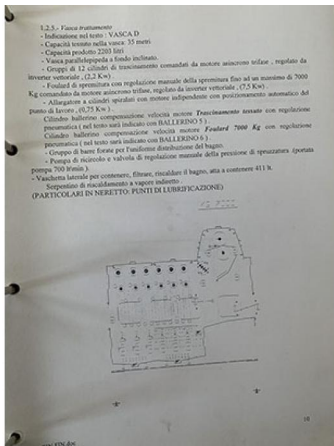 1.2.5.- Vasca trattamento
- Indicazione nel testo : VASCA D
- Capacità tessuto nella vasca: 35 metri
- Capacità prodotto 2203 litri
- Vasca parallelepipeda a fondo inclinato.
- Gruppi di 12 cilindri di trascinamento comandati da motore asincrono trifase , regolato da
inverter vettoriale , (2,2 Kw) .
- Foulard di spremitura con regolazione manuale della spremitura fino ad un massimo di 7000
Kg comandato da motore asincrono trifase, regolato da inverter vettoriale , (7,5 Kw) .
- Allargatore a cilindri spiralati con motore indipendente con posizionamento automatico del
punto di lavoro , (0,75 Kw ) .
Cilindro ballerino compensazione velocità motore Trascinamento tessuto con regolazione
pneumatica ( nel testo sarà indicato con BALLERINO 5 ) .
Cilindro ballerino compensazione velocità motore Foulard 7000 Kg con regolazione
pneumatica ( nel testo sarà indicato con BALLERINO 6 ) .
- Gruppo di barre forate per l'uniforme distribuzione del bagno.
- Pompa di ricircolo e valvola di regolazione manuale della pressione di spruzzatura (portata
pompa 700 lt/min ).
- Vaschetta laterale per contenere, filtrare, riscaldare il bagno, atta a contenere 411 lt.
Serpentino di riscaldamento a vapore indiretto .
(PARTICOLARI IN NERETTO: PUNTI DI LUBRIFICAZIONE)